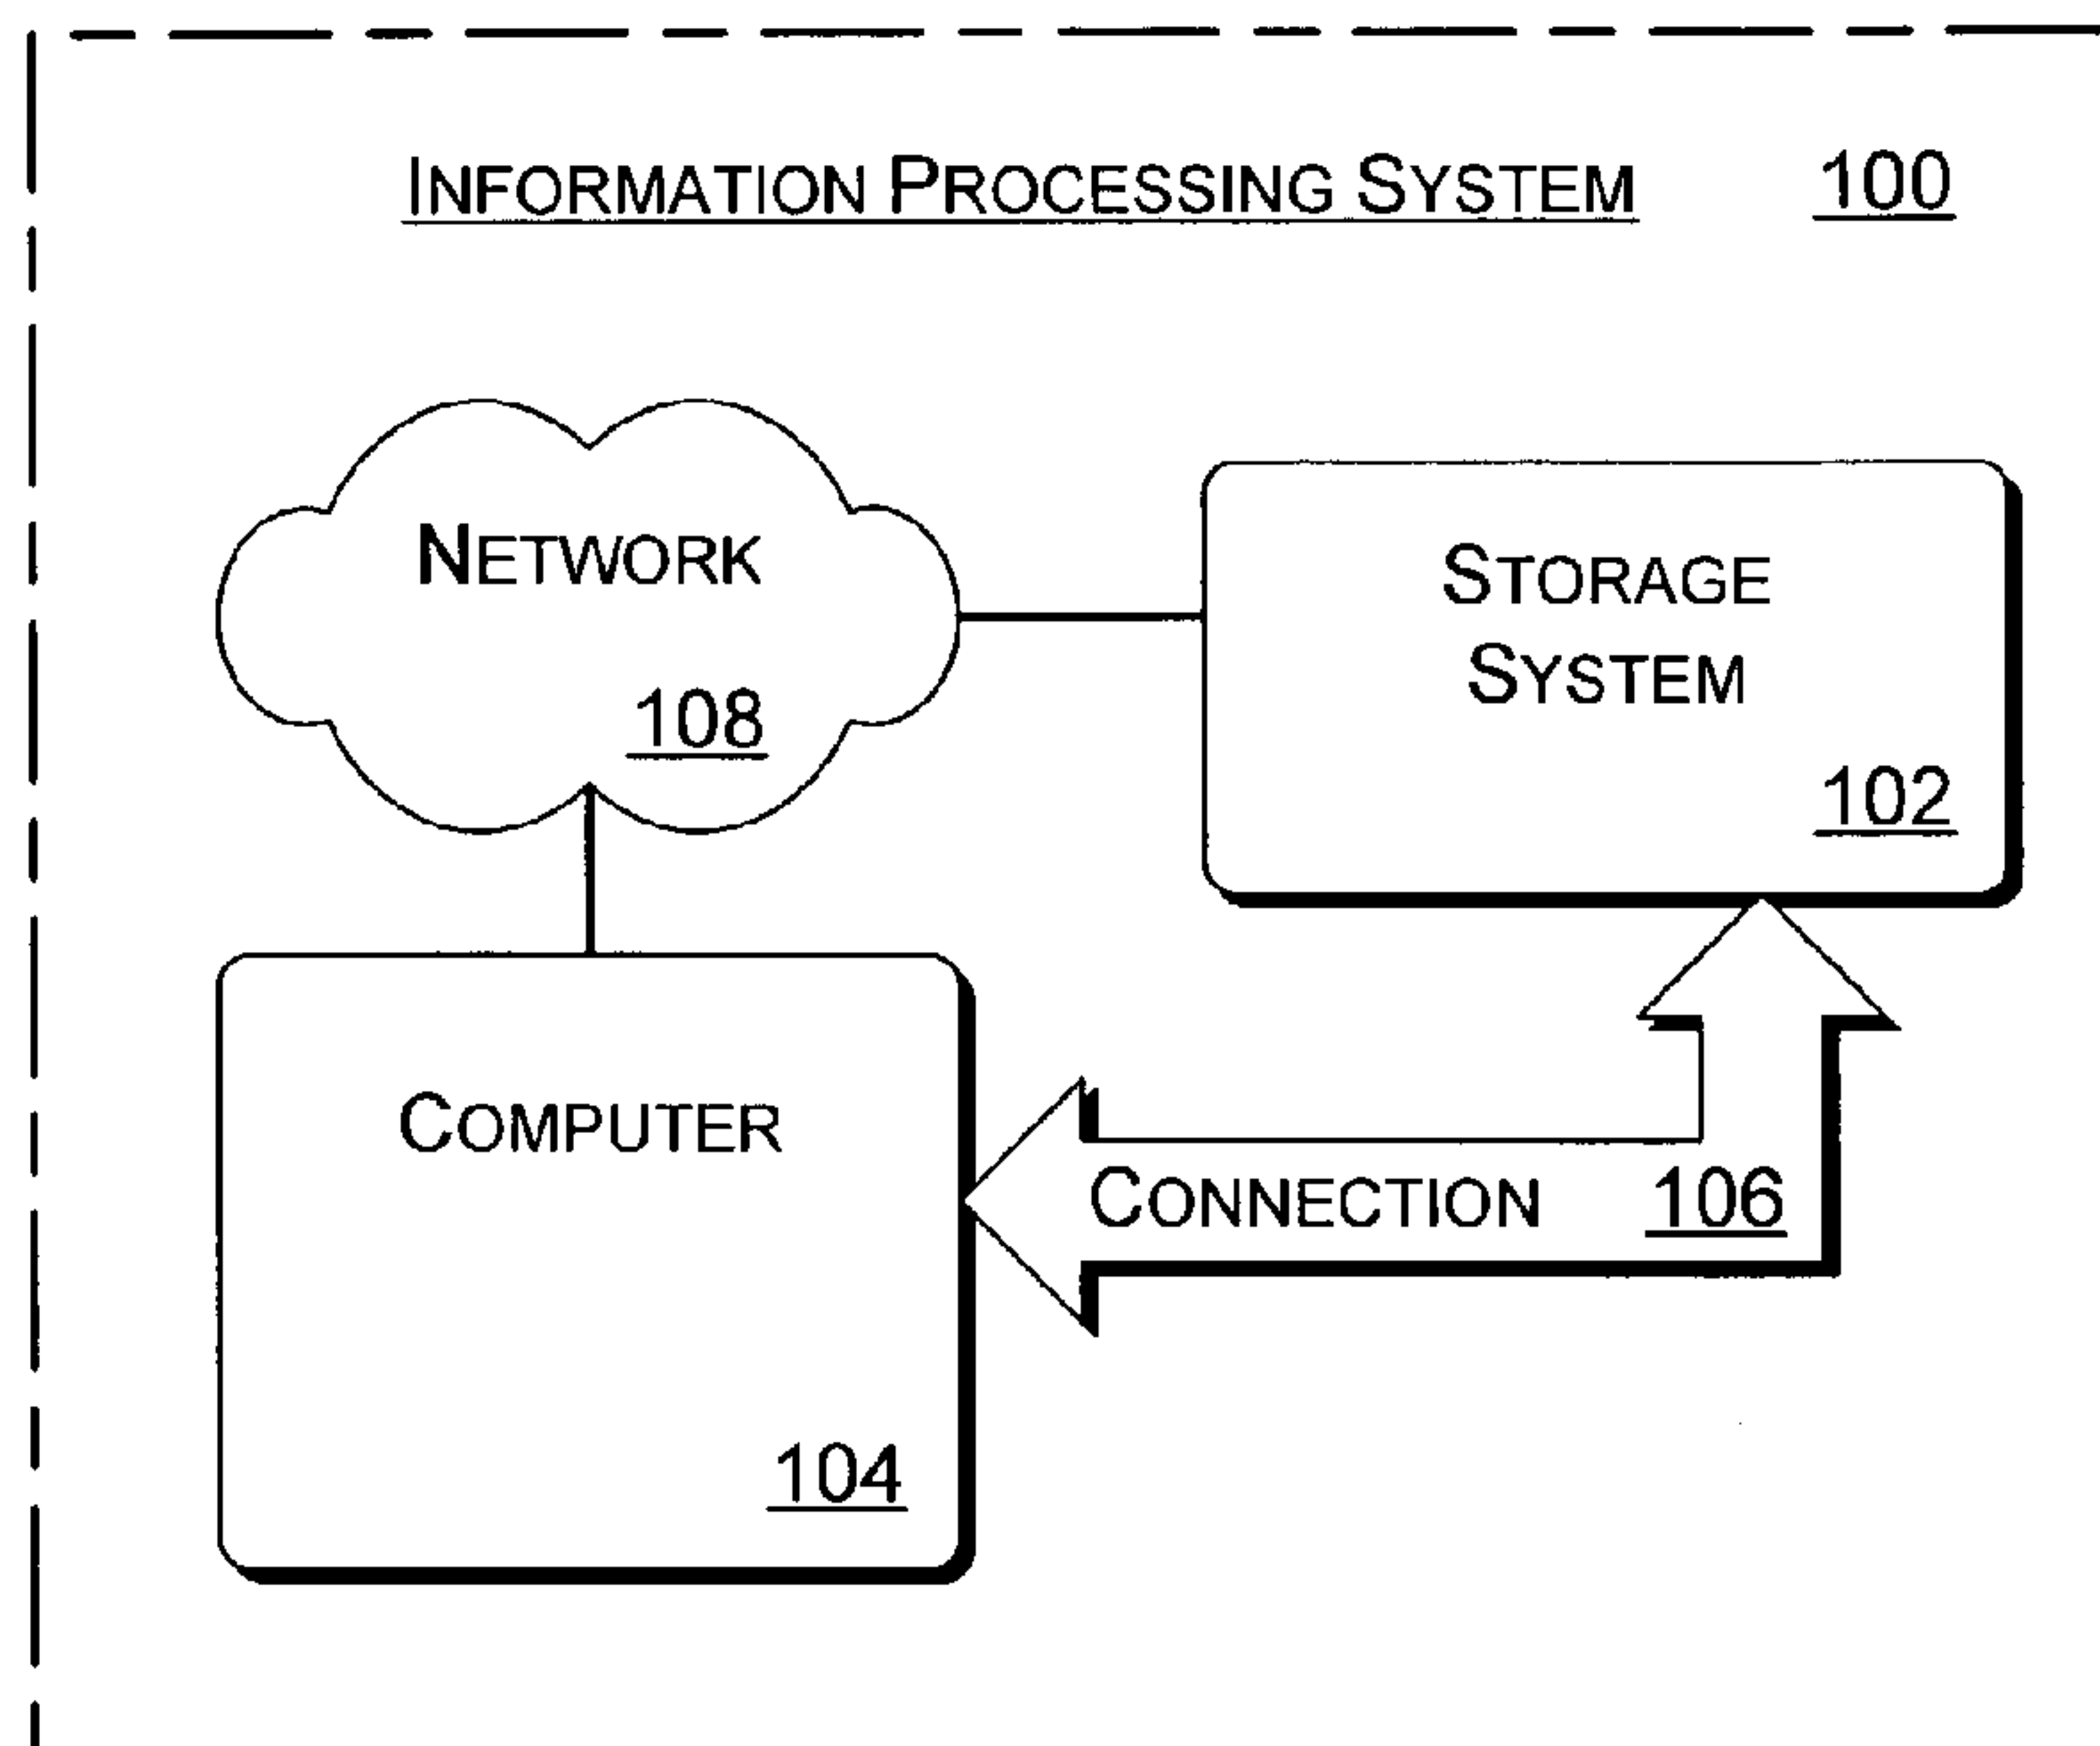 INFORMATION PROCESSING SYSTEM 100
NETWORK
108
STORAGE
SYSTEM
102
COMPUTER
104
CONNECTION 106